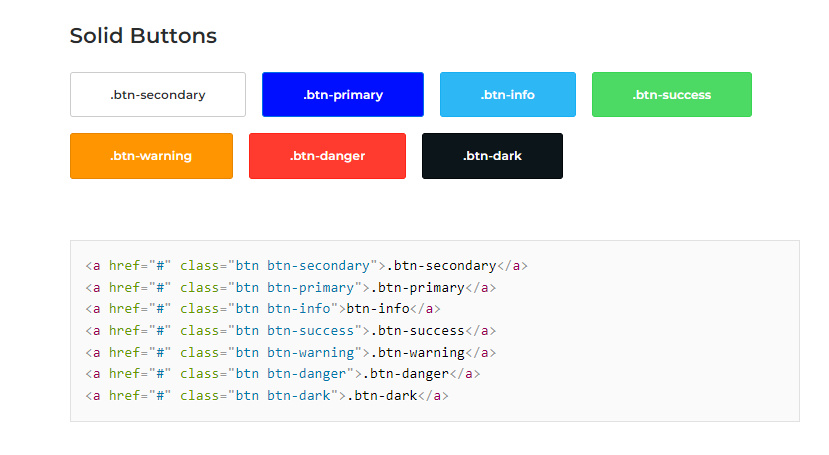 Solid Buttons
.btn-secondary .btn-primary .btn-info .btn-success
.btn-warning .btn-danger .btn-dark
<a href="#" class="btn btn-secondary">.btn-secondary</a>
<a href="#" class="btn btn-primary">.btn-primary</a>
<a href="#" class="btn btn-info">btn-info</a>
<a href="#" class="btn btn-success">.btn-success</a>
<a href="#" class="btn btn-warning">.btn-warning</a>
<a href="#" class="btn btn-danger">.btn-danger</a>
<a href="#" class="btn btn-dark">.btn-dark</a>